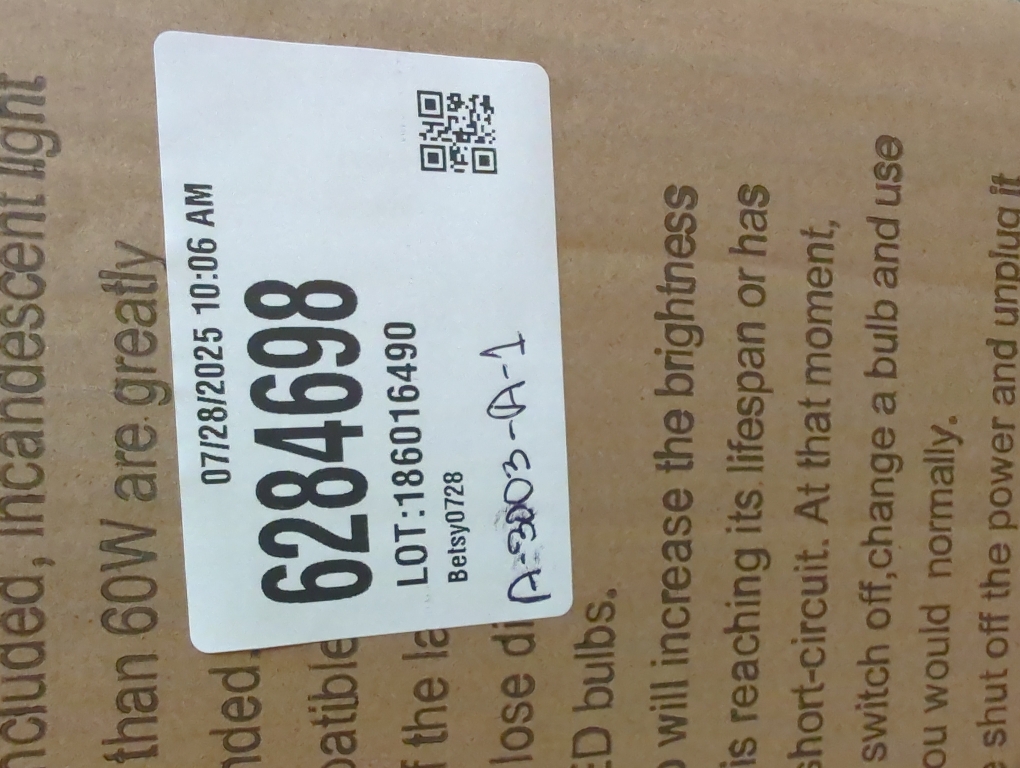 included, incandescent light
than 60W are greatly
nded.
patible
f the la
lose di
ED bulbs.
will increase the brightness
is reaching its lifespan or has
short-circuit. At that moment,
switch off,change a bulb and use
ou would normally.
e shut off the power and unplug it
07/28/2025 10:06 AM
6284698
LOT:186016490
Betsy0728
A-3003-A-1